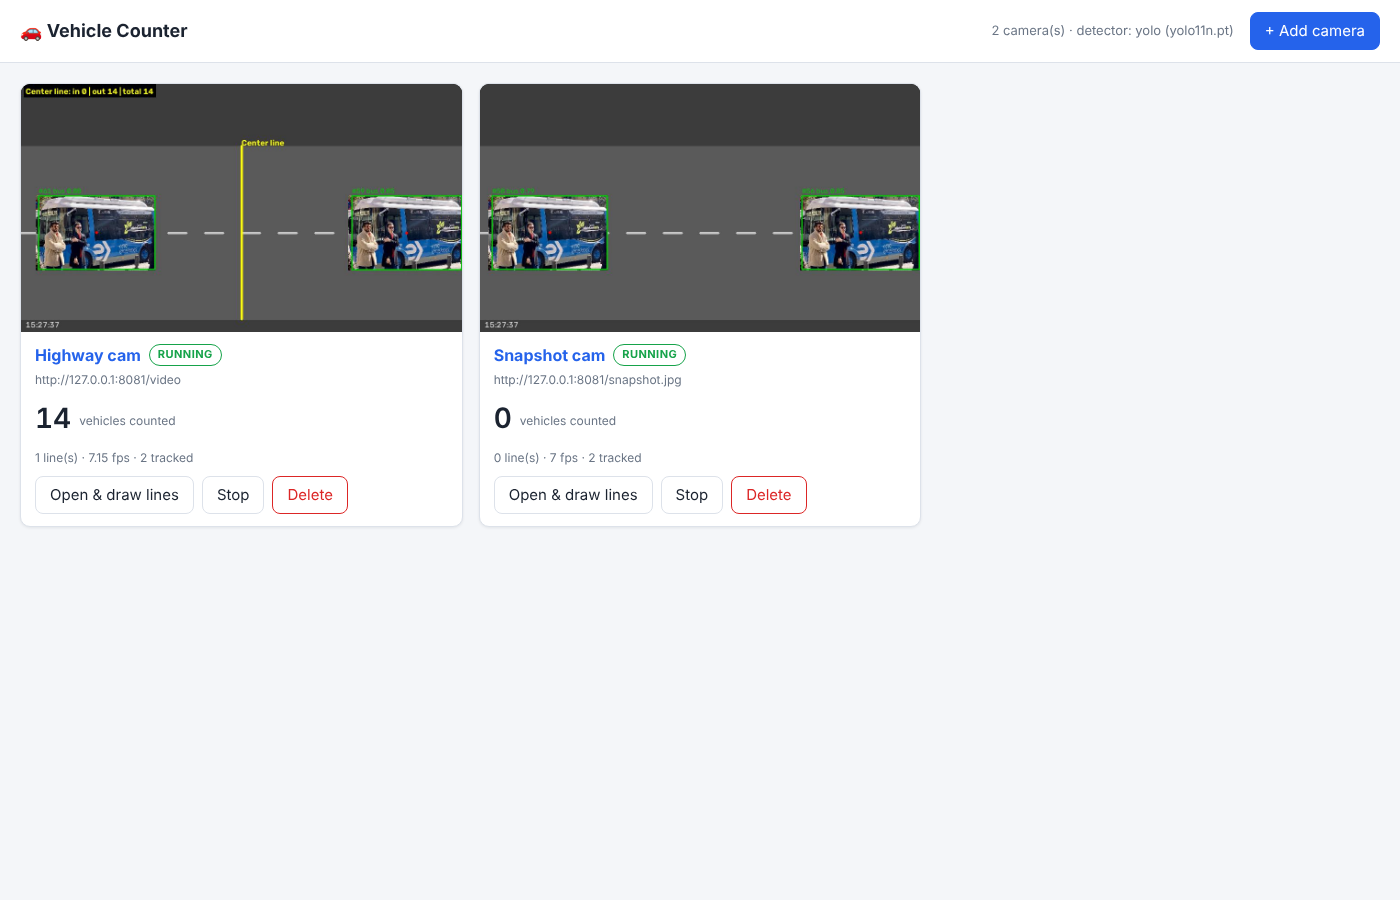 🚗 Vehicle Counter
2 camera(s) · detector: yolo (yolo11n.pt)
+ Add camera
Center line: in 0 | out 14 | total 14
Center line
15:27:37
Highway cam
RUNNING
http://127.0.0.1:8081/video
14 vehicles counted
1 line(s) · 7.15 fps · 2 tracked
Open & draw lines
Stop
Delete
15:27:37
Snapshot cam
RUNNING
http://127.0.0.1:8081/snapshot.jpg
0 vehicles counted
0 line(s) · 7 fps · 2 tracked
Open & draw lines
Stop
Delete